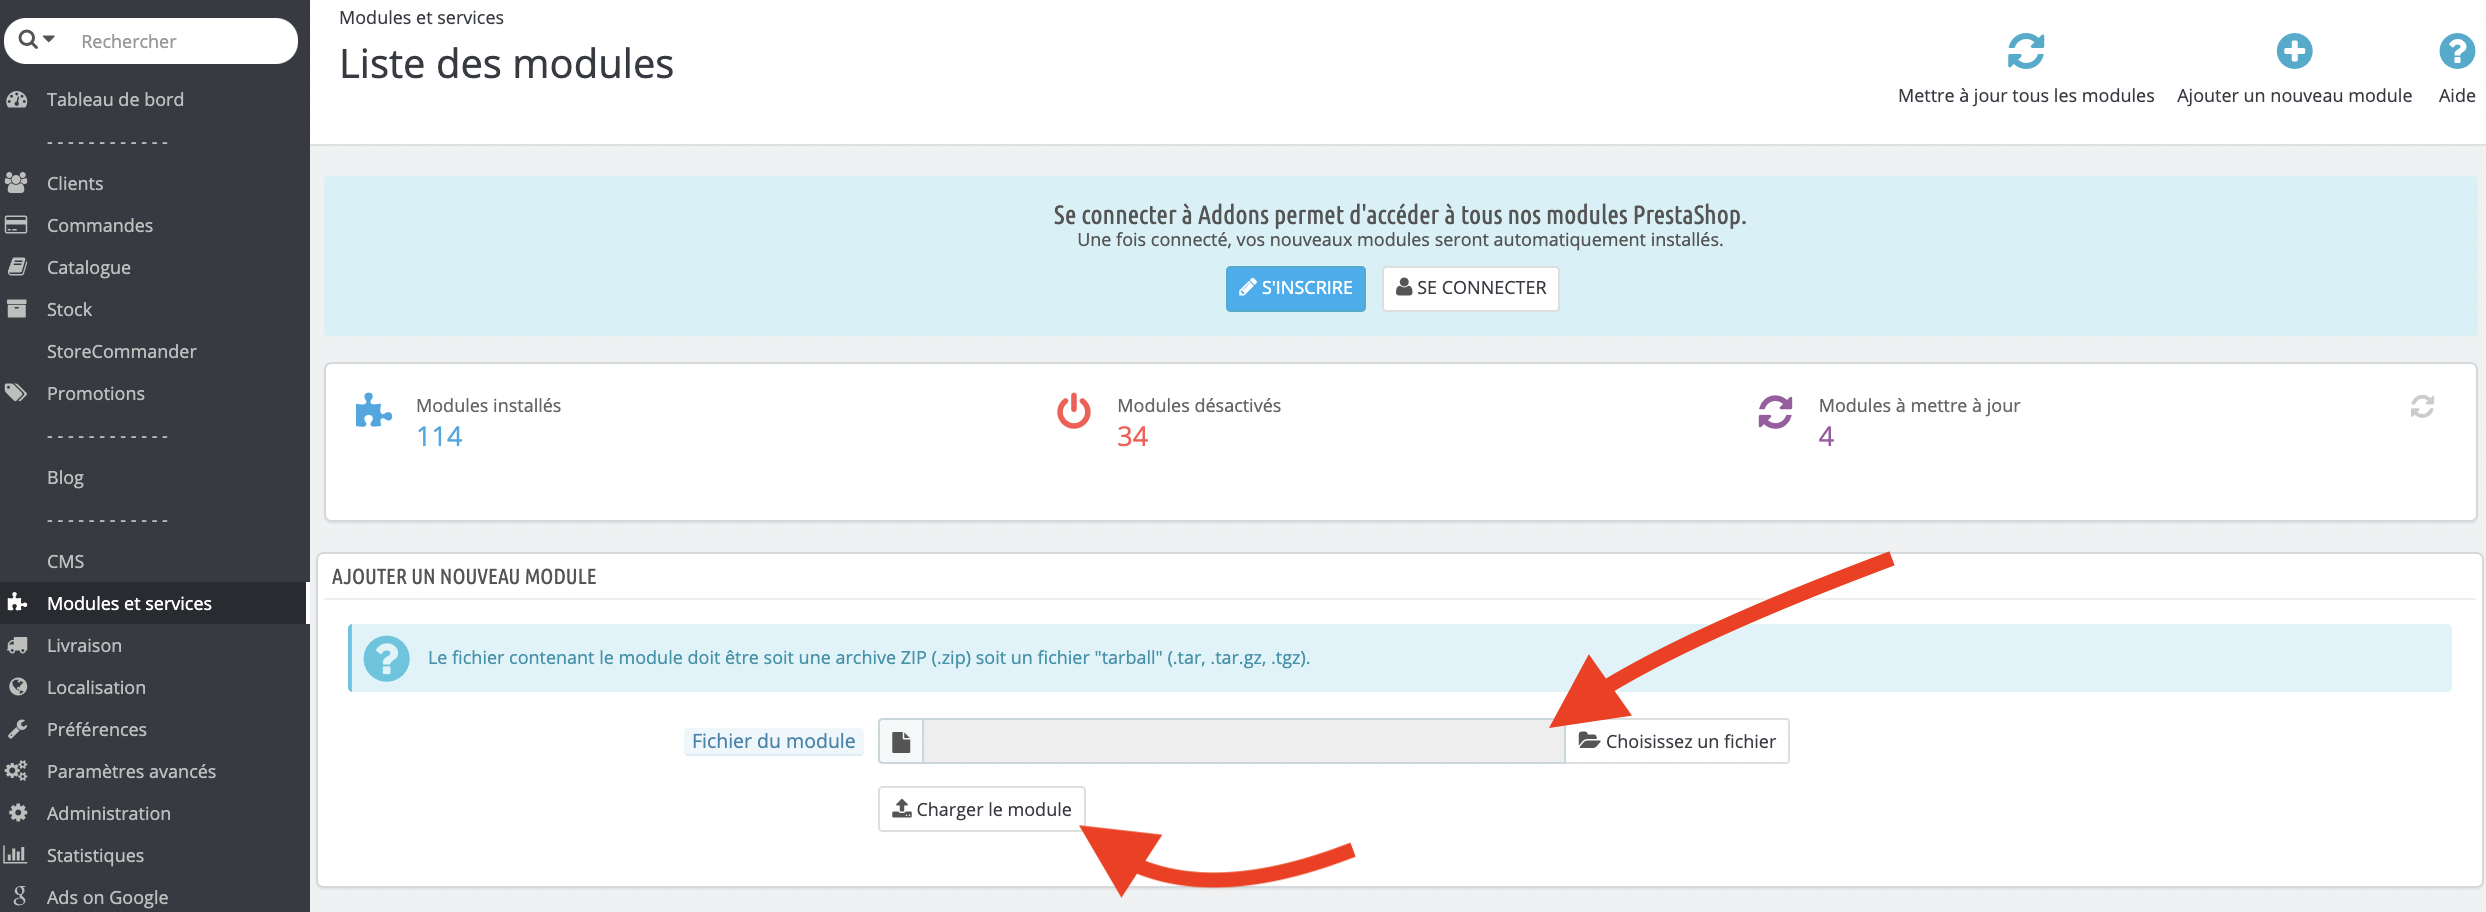 Rechercher
Tableau de bord
- - - - - - - - - - - -
Clients
Commandes
Catalogue
Stock
StoreCommander
Promotions
- - - - - - - - - - - -
Blog
- - - - - - - - - - - -
CMS
Modules et services
Livraison
Localisation
Préférences
Paramètres avancés
Administration
Statistiques
Ads on Google
Modules et services
Liste des modules
Mettre à jour tous les modules
Ajouter un nouveau module
Aide
Se connecter à Addons permet d'accéder à tous nos modules PrestaShop.
Une fois connecté, vos nouveaux modules seront automatiquement installés.
S'INSCRIRE
SE CONNECTER
Modules installés
114
Modules désactivés
34
Modules à mettre à jour
4
AJOUTER UN NOUVEAU MODULE
Le fichier contenant le module doit être soit une archive ZIP (.zip) soit un fichier "tarball" (.tar, .tar.gz, .tgz).
Fichier du module
Choisissez un fichier
Charger le module